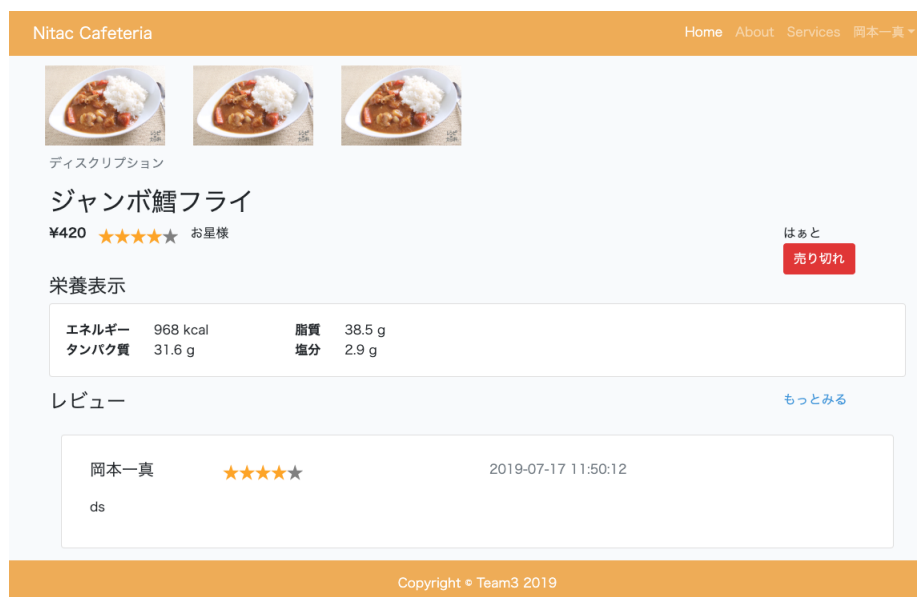 Nitac Cafeteria
Home About Services 岡本一真
ディスクリプション
ジャンボ鱈フライ
¥420 ★★★★★ お星様
はぁと
売り切れ
栄養表示
エネルギー 968 kcal 脂質 38.5 g
タンパク質 31.6 g 塩分 2.9 g
レビュー もっとみる
岡本一真 ★★★★★ 2019-07-17 11:50:12
ds
Copyright © Team3 2019